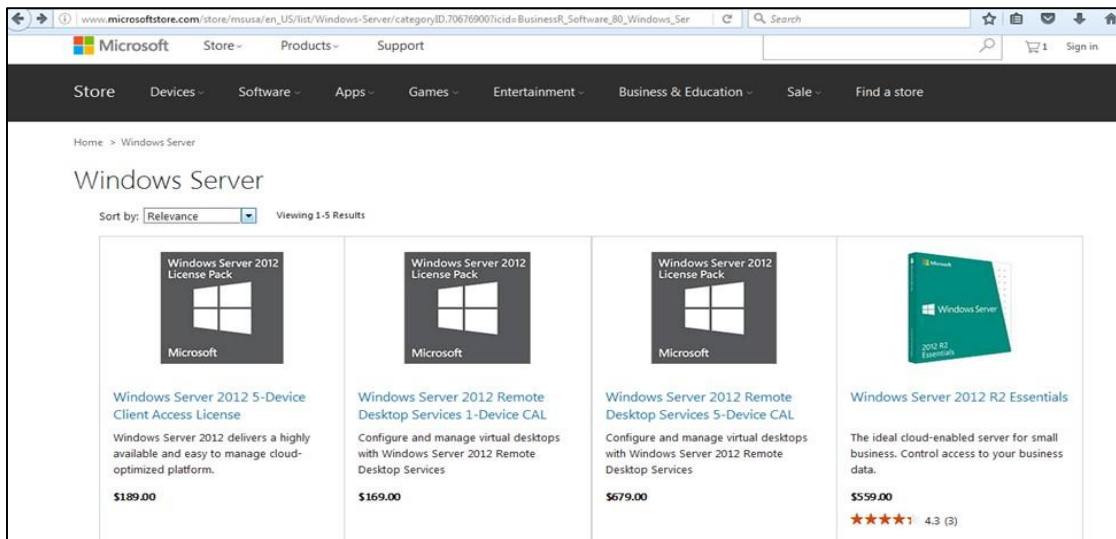 www.microsoftstore.com/store/msusa/en_US/list/Windows-Server/categoryID.70676900?icid=BusinessR_Software_80_Windows_Ser Search
Microsoft Store Products Support 1 Sign in
Store Devices Software Apps Games Entertainment Business & Education Sale Find a store
Home > Windows Server
Windows Server
Sort by: Relevance Viewing 1-5 Results
Windows Server 2012
License Pack
Microsoft
Windows Server 2012 5-Device
Client Access License
Windows Server 2012 delivers a highly
available and easy to manage cloud-
optimized platform.
$189.00
Windows Server 2012
License Pack
Microsoft
Windows Server 2012 Remote
Desktop Services 1-Device CAL
Configure and manage virtual desktops
with Windows Server 2012 Remote
Desktop Services
$169.00
Windows Server 2012
License Pack
Microsoft
Windows Server 2012 Remote
Desktop Services 5-Device CAL
Configure and manage virtual desktops
with Windows Server 2012 Remote
Desktop Services
$679.00
Microsoft
Windows Server
2012 R2
Essentials
Windows Server 2012 R2 Essentials
The ideal cloud-enabled server for small
business. Control access to your business
data.
$559.00
4.3 (3)